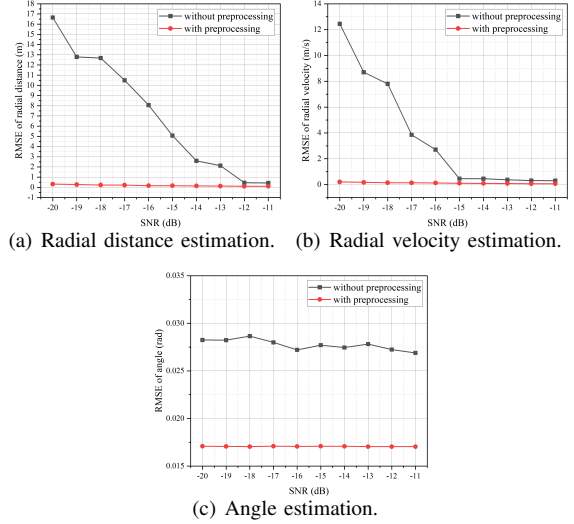 18
17
16
15
14
13
12
11
10
9
8
7
6
5
4
3
2
1
0
-1
RMSE of radial distance (m)
without preprocessing
with preprocessing
-20 -19 -18 -17 -16 -15 -14 -13 -12 -11
SNR (dB)
(a) Radial distance estimation.
14
12
10
8
6
4
2
0
RMSE of radial velocity (m/s)
without preprocessing
with preprocessing
-20 -19 -18 -17 -16 -15 -14 -13 -12 -11
SNR (dB)
(b) Radial velocity estimation.
0.035
0.030
0.025
0.020
0.015
RMSE of angle (rad)
without preprocessing
with preprocessing
-20 -19 -18 -17 -16 -15 -14 -13 -12 -11
SNR (dB)
(c) Angle estimation.